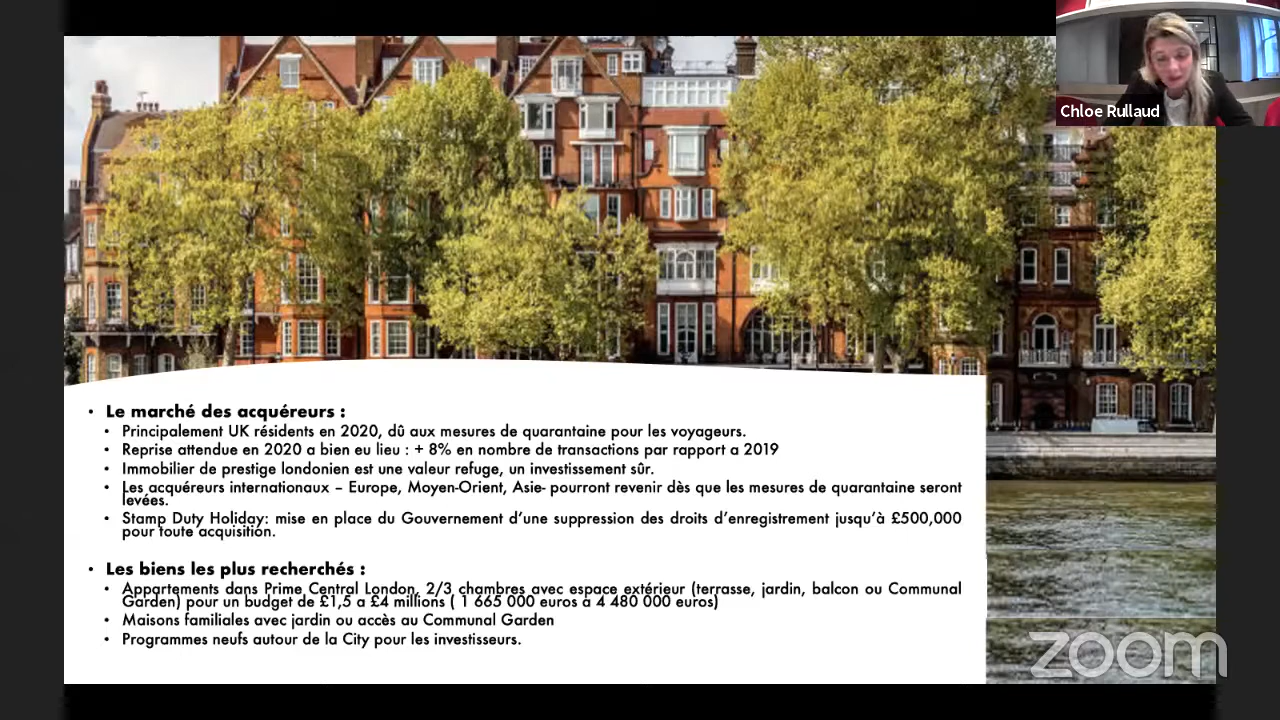 Chloe Rullaud
• Le marché des acquéreurs :
• Principalement UK résidents en 2020, dû aux mesures de quarantaine pour les voyageurs.
• Reprise attendue en 2020 a bien eu lieu : + 8% en nombre de transactions par rapport a 2019
• Immobilier de prestige londonien est une valeur refuge, un investissement sûr.
• Les acquéreurs internationaux – Europe, Moyen-Orient, Asie- pourront revenir dès que les mesures de quarantaine seront
levées.
• Stamp Duty Holiday: mise en place du Gouvernement d'une suppression des droits d'enregistrement jusqu'à £500,000
pour toute acquisition.
• Les biens les plus recherchés :
• Appartements dans Prime Central London, 2/3 chambres avec espace extérieur (terrasse, jardin, balcon ou Communal
Garden) pour un budget de £1,5 a £4 millions ( 1 665 000 euros à 4 480 000 euros)
• Maisons familiales avec jardin ou accès au Communal Garden
• Programmes neufs autour de la City pour les investisseurs.
zoom